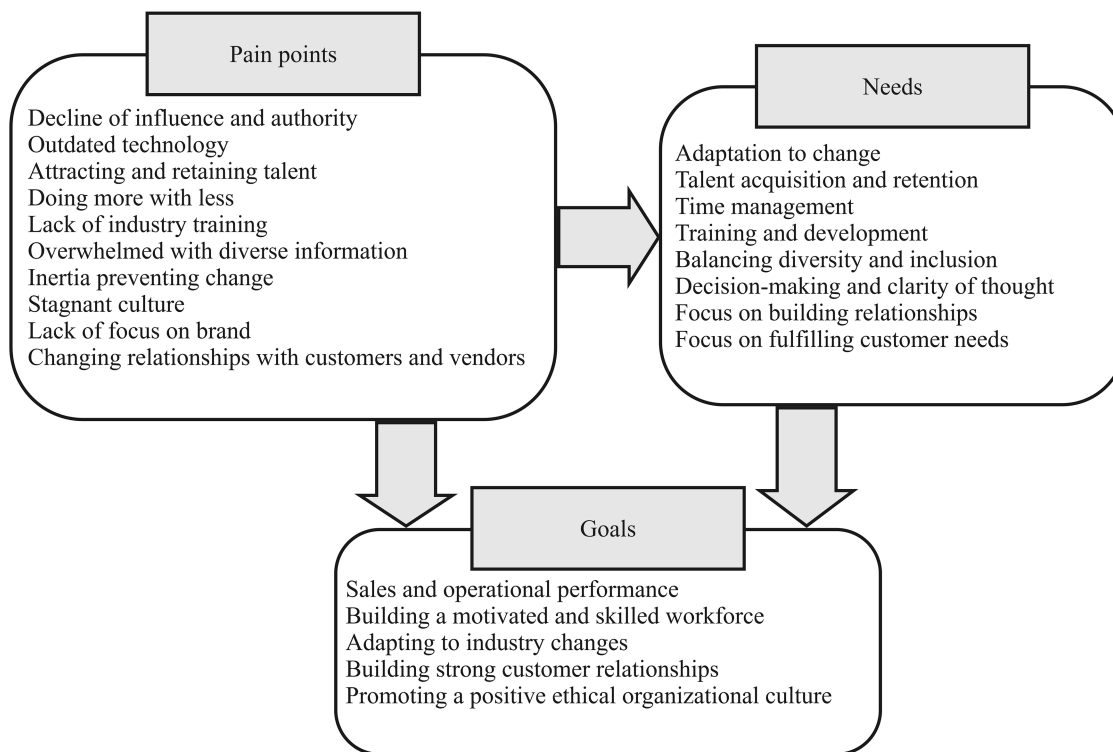 Pain points
Decline of influence and authority
Outdated technology
Attracting and retaining talent
Doing more with less
Lack of industry training
Overwhelmed with diverse information
Inertia preventing change
Stagnant culture
Lack of focus on brand
Changing relationships with customers and vendors
Needs
Adaptation to change
Talent acquisition and retention
Time management
Training and development
Balancing diversity and inclusion
Decision-making and clarity of thought
Focus on building relationships
Focus on fulfilling customer needs
Goals
Sales and operational performance
Building a motivated and skilled workforce
Adapting to industry changes
Building strong customer relationships
Promoting a positive ethical organizational culture